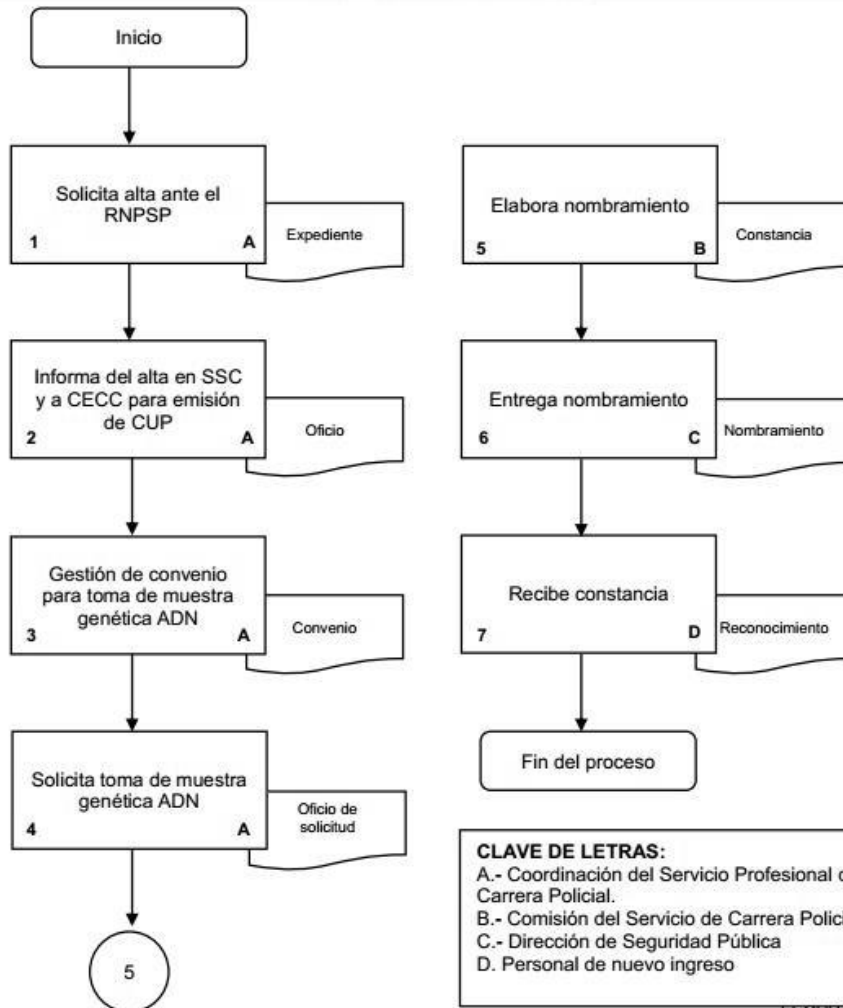 Inicio
Solicita alta ante el
RNPSP
1 A
Expediente
Informa del alta en SSC
y a CECC para emisión
de CUP
2 A
Oficio
Gestión de convenio
para toma de muestra
genética ADN
3 A
Convenio
Solicita toma de muestra
genética ADN
4 A
Oficio de
solicitud
5
Elabora nombramiento
5 B
Constancia
Entrega nombramiento
6 C
Nombramiento
Recibe constancia
7 D
Reconocimiento
Fin del proceso
CLAVE DE LETRAS:
A.- Coordinación del Servicio Profesional
Carrera Policial.
B.- Comisión del Servicio de Carrera
C.- Dirección de Seguridad Pública
D. Personal de nuevo ingreso